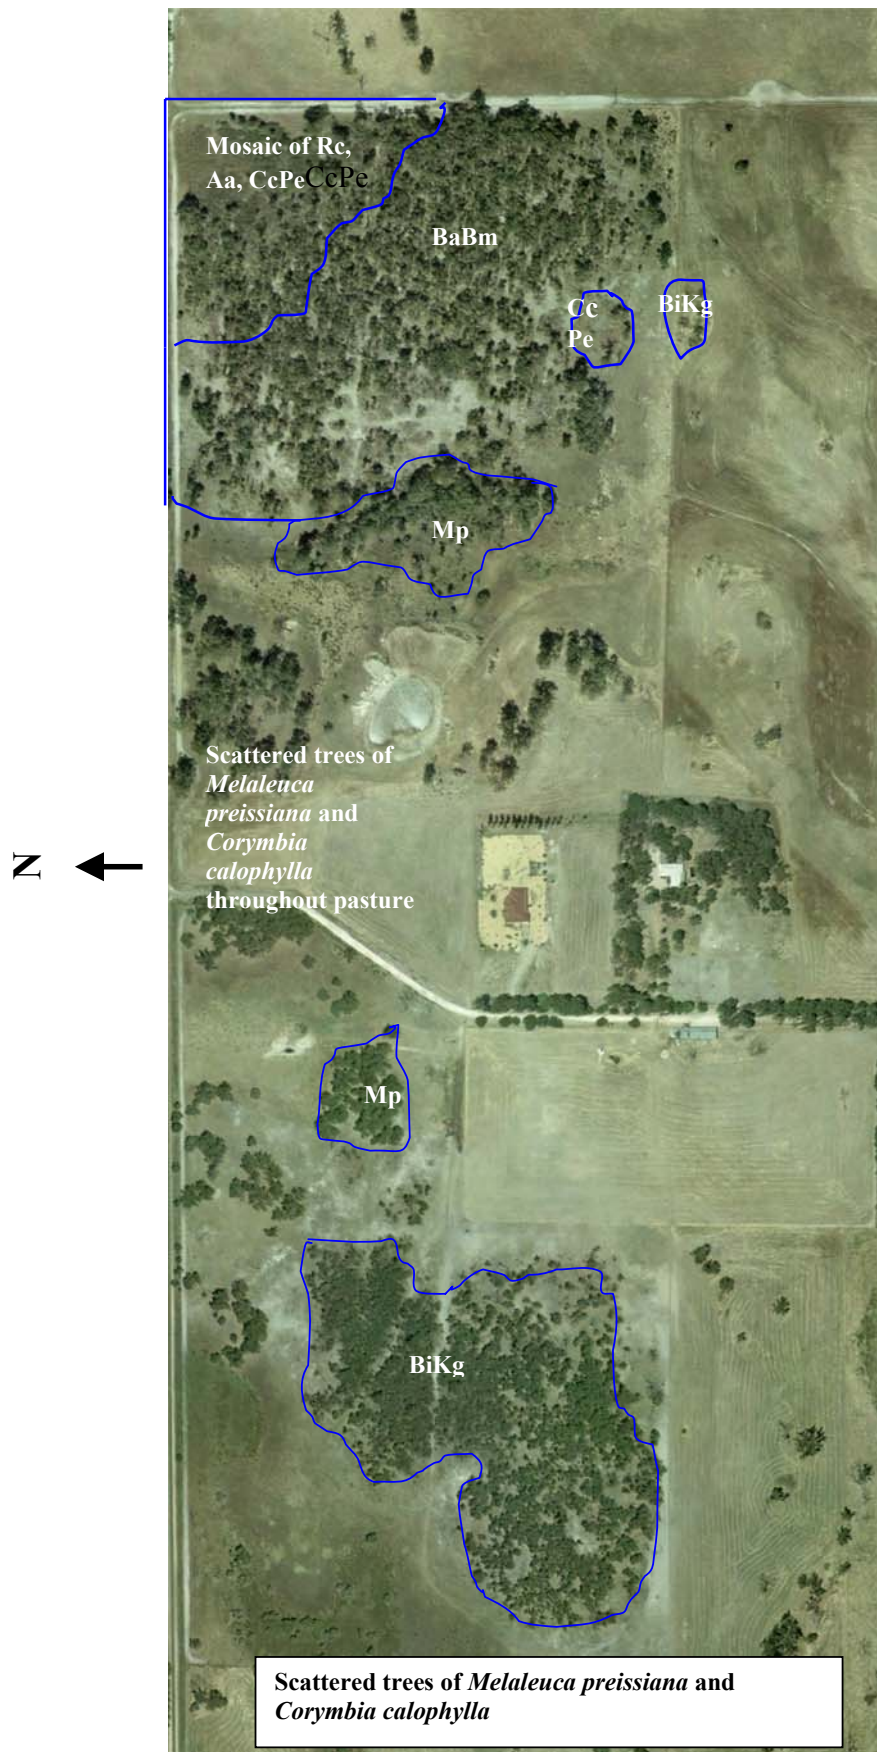 Mosaic of Rc,
Aa, CcPeCcPe
BaBm
Cc
Pe
BiKg
Mp
Scattered trees of
Melaleuca
preissiana and
Corymbia
calophylla
throughout pasture
N
Mp
BiKg
Scattered trees of Melaleuca preissiana and
Corymbia calophylla